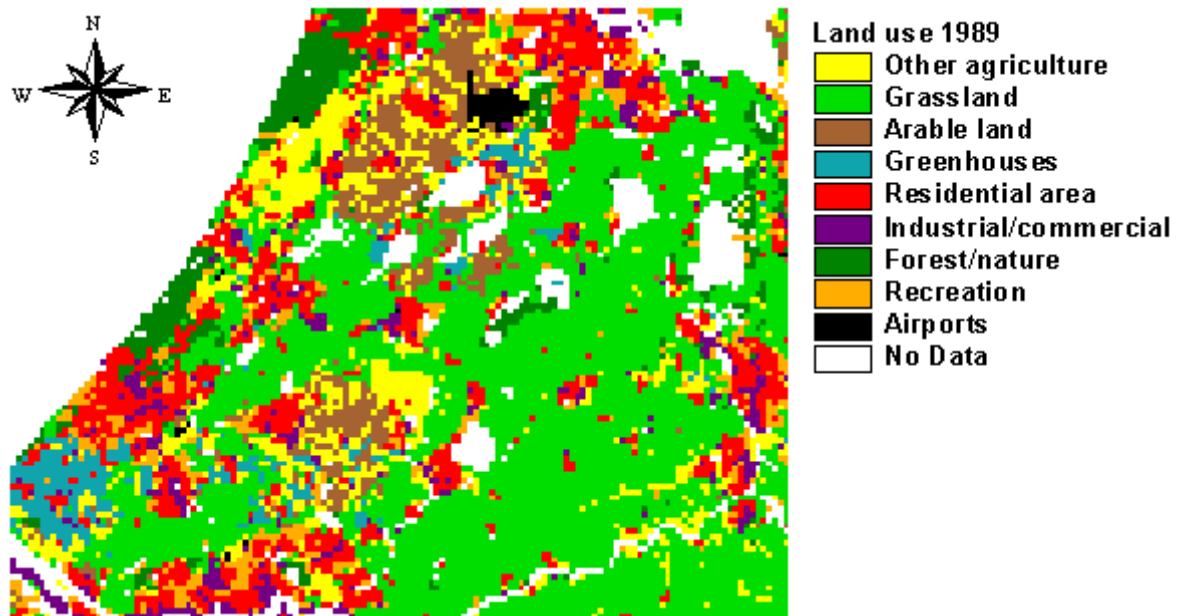 N
W E
S
Land use 1989
Other agriculture
Grassland
Arable land
Greenhouses
Residential area
Industrial/commercial
Forest/nature
Recreation
Airports
No Data